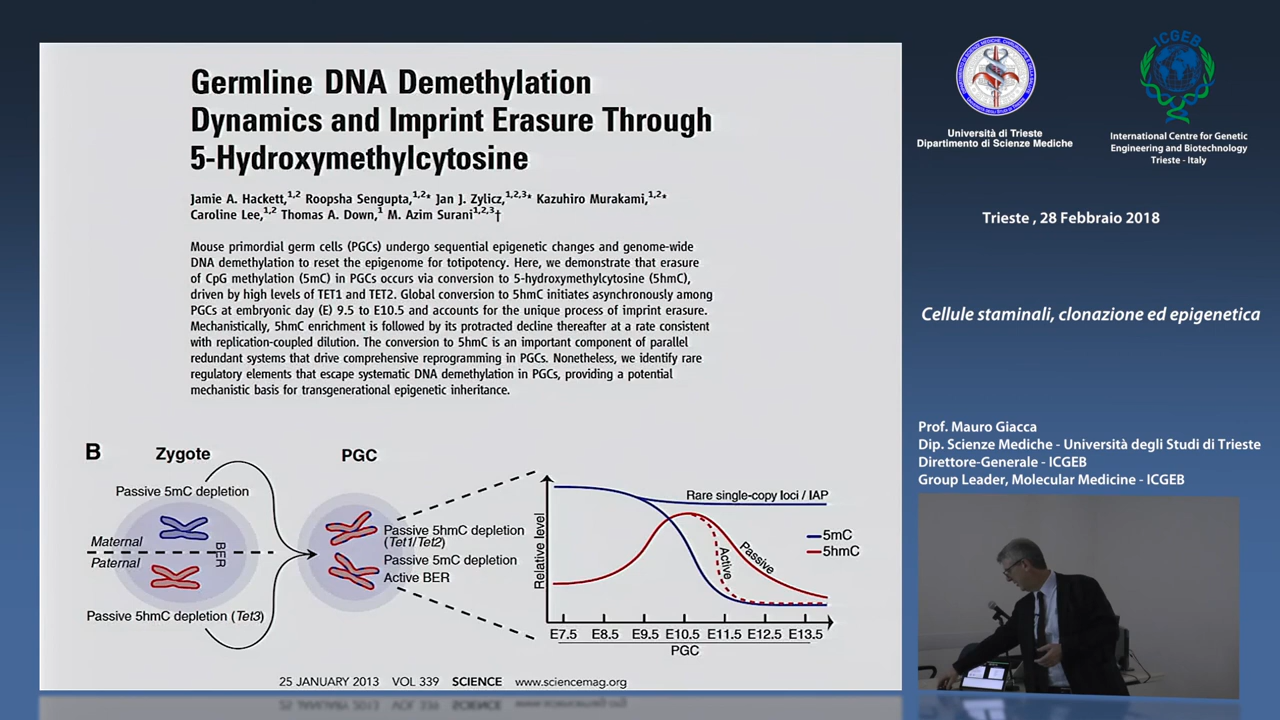 Germline DNA Demethylation
Dynamics and Imprint Erasure Through
5-Hydroxymethylcytosine
Jamie A. Hackett,1,2 Roopsha Sengupta,1,2* Jan J. Zylicz,1,2,3* Kazuhiro Murakami,1,2*
Caroline Lee,1,2 Thomas A. Down,1 M. Azim Surani1,2,3†
Mouse primordial germ cells (PGCs) undergo sequential epigenetic changes and genome-wide
DNA demethylation to reset the epigenome for totipotency. Here, we demonstrate that erasure
of CpG methylation (5mC) in PGCs occurs via conversion to 5-hydroxymethylcytosine (5hmC),
driven by high levels of TET1 and TET2. Global conversion to 5hmC initiates asynchronously among
PGCs at embryonic day (E) 9.5 to E10.5 and accounts for the unique process of imprint erasure.
Mechanistically, 5hmC enrichment is followed by its protracted decline thereafter at a rate consistent
with replication-coupled dilution. The conversion to 5hmC is an important component of parallel
redundant systems that drive comprehensive reprogramming in PGCs. Nonetheless, we identify rare
regulatory elements that escape systematic DNA demethylation in PGCs, providing a potential
mechanistic basis for transgenerational epigenetic inheritance.
B
Zygote
Passive 5mC depletion
Maternal
Paternal
BER
Passive 5hmC depletion (Tet3)
PGC
Passive 5hmC depletion
(Tet1/Tet2)
Passive 5mC depletion
Active BER
Relative level
Rare single-copy loci / IAP
5mC
5hmC
Active
Passive
E7.5 E8.5 E9.5 E10.5 E11.5 E12.5 E13.5
PGC
25 JANUARY 2013 VOL 339 SCIENCE www.sciencemag.org
Università di Trieste
Dipartimento di Scienze Mediche
ICGEB
International Centre for Genetic
Engineering and Biotechnology
Trieste - Italy
Trieste , 28 Febbraio 2018
Cellule staminali, clonazione ed epigenetica
Prof. Mauro Giacca
Dip. Scienze Mediche - Università degli Studi di Trieste
Direttore-Generale - ICGEB
Group Leader, Molecular Medicine - ICGEB